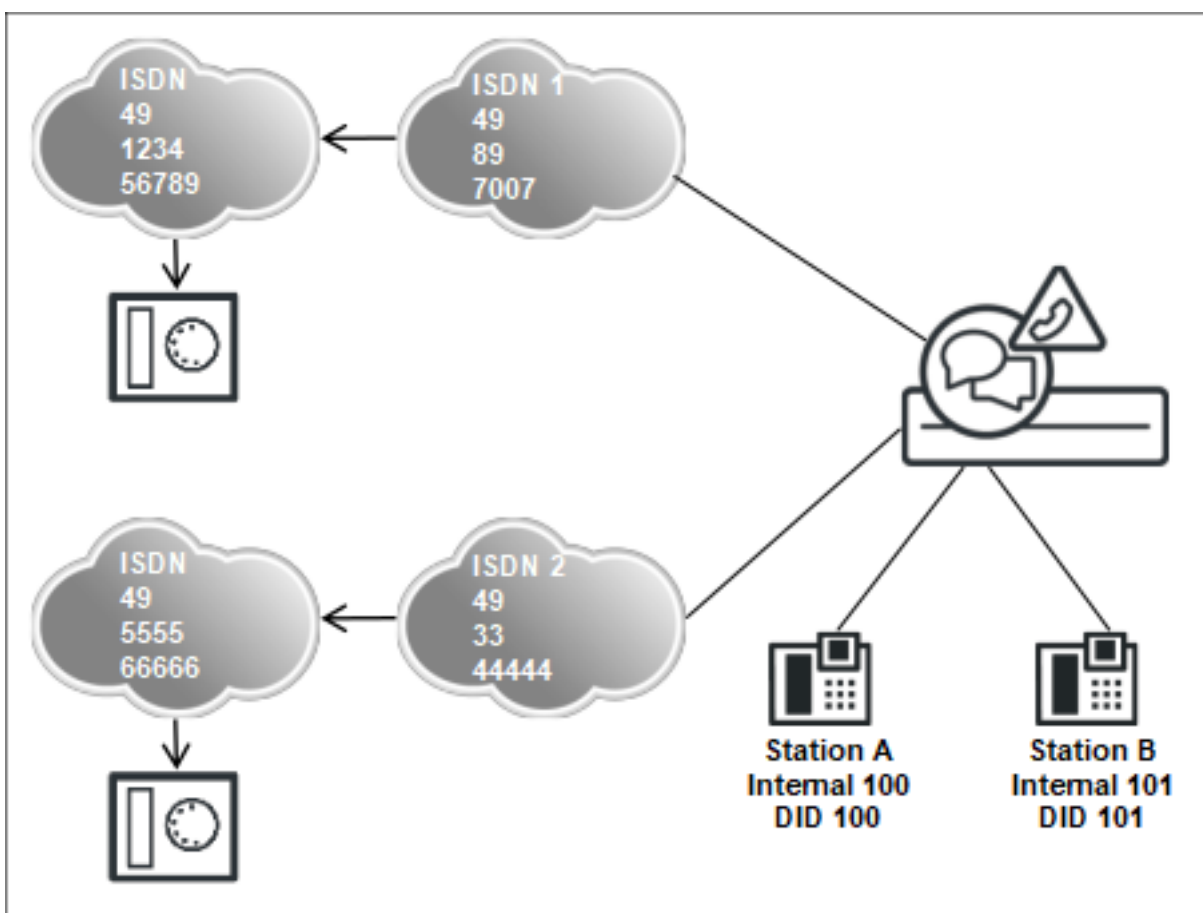 ISDN
49
1234
56789
ISDN 1
49
89
7007
ISDN
49
5555
66666
ISDN 2
49
33
44444
Station A
Internal 100
DID 100
Station B
Internal 101
DID 101